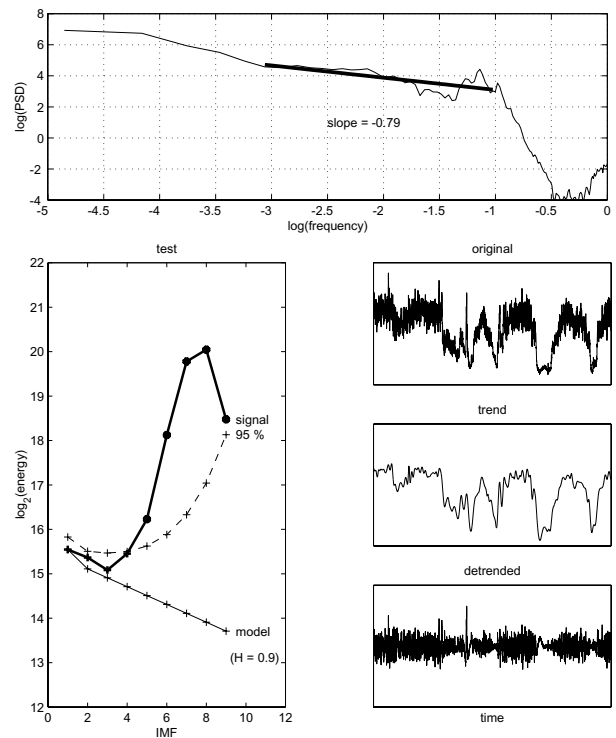 8
6
4
2
0
-2
-4
log(PSD)
slope = -0.79
-5 -4.5 -4 -3.5 -3 -2.5 -2 -1.5 -1 -0.5 0
log(frequency)
test
22
21
20
19
18
17
16
15
14
13
12
log2(energy)
signal
95 %
model
(H = 0.9)
0 2 4 6 8 10 12
IMF
original
trend
detrended
time